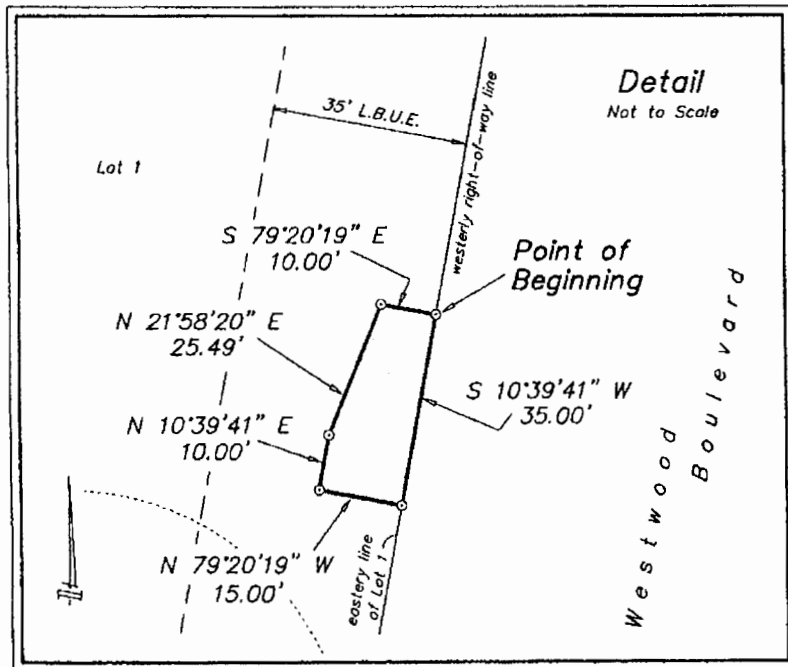 Detail
Not to Scale
35' L.B.U.E.
westerly right-of-way line
Lot 1
S 79°20'19" E
10.00'
Point of
Beginning
N 21°58'20" E
25.49'
S 10°39'41" W
35.00'
N 10°39'41" E
10.00'
Westwood
Boulevard
N 79°20'19" W
15.00'
eastery line
of Lot 1